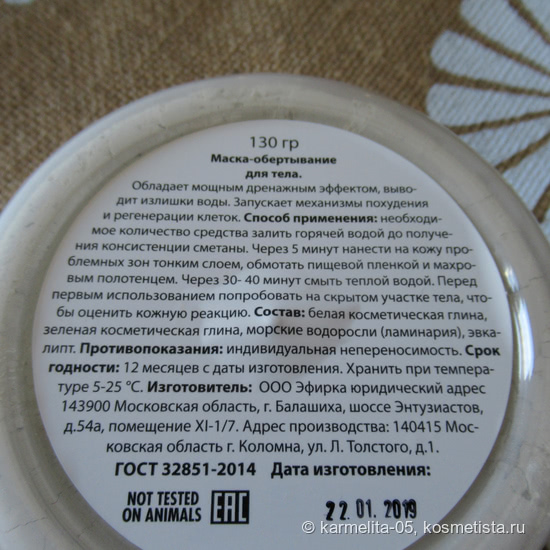 130 гр
Маска-обертывание
для тела.
Обладает мощным дренажным эффектом, выво-
дит излишки воды. Запускает механизмы похудения
и регенерации клеток. Способ применения: необходи-
мое количество средства залить горячей водой до получе-
ния консистенции сметаны. Через 5 минут нанести на кожу про-
блемных зон тонким слоем, обмотать пищевой пленкой и махро-
вым полотенцем. Через 30- 40 минут смыть теплой водой. Перед
первым использованием попробовать на скрытом участке тела, что-
бы оценить кожную реакцию. Состав: белая косметическая глина,
зеленая косметическая глина, морские водоросли (ламинария), эвка-
липт. Противопоказания: индивидуальная непереносимость. Срок
годности: 12 месяцев с даты изготовления. Хранить при темпера-
туре 5-25 °С. Изготовитель: ООО Эфирка юридический адрес
143900 Московская область, г. Балашиха, шоссе Энтузиастов,
д.54а, помещение XI-1/7. Адрес производства: 140415 Мос-
ковская область г. Коломна, ул. Л. Толстого, д.1.
ГОСТ 32851-2014 Дата изготовления:
NOT TESTED
ON ANIMALS
EAC
22.01.2019
© karmelita-05, kosmetista.ru